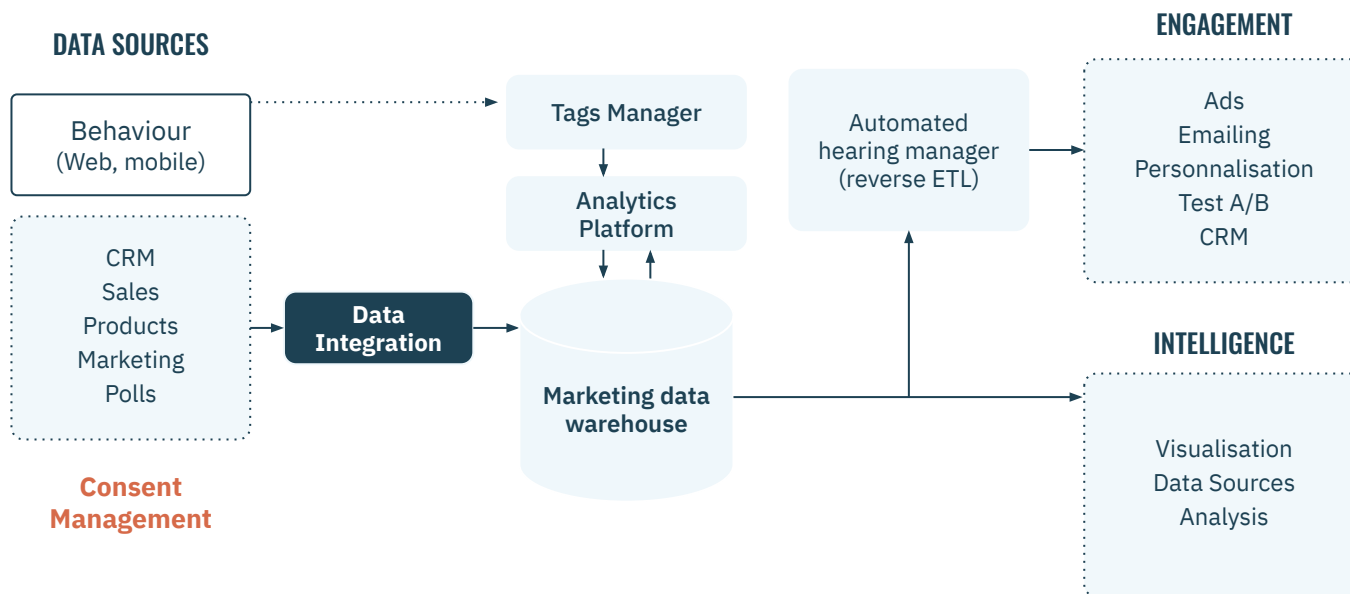 DATA SOURCES
Behaviour
(Web, mobile)
CRM
Sales
Products
Marketing
Polls
Consent
Management
Data
Integration
Tags Manager
Analytics
Platform
Marketing data
warehouse
Automated
hearing manager
(reverse ETL)
ENGAGEMENT
Ads
Emailing
Personnalisation
Test A/B
CRM
INTELLIGENCE
Visualisation
Data Sources
Analysis